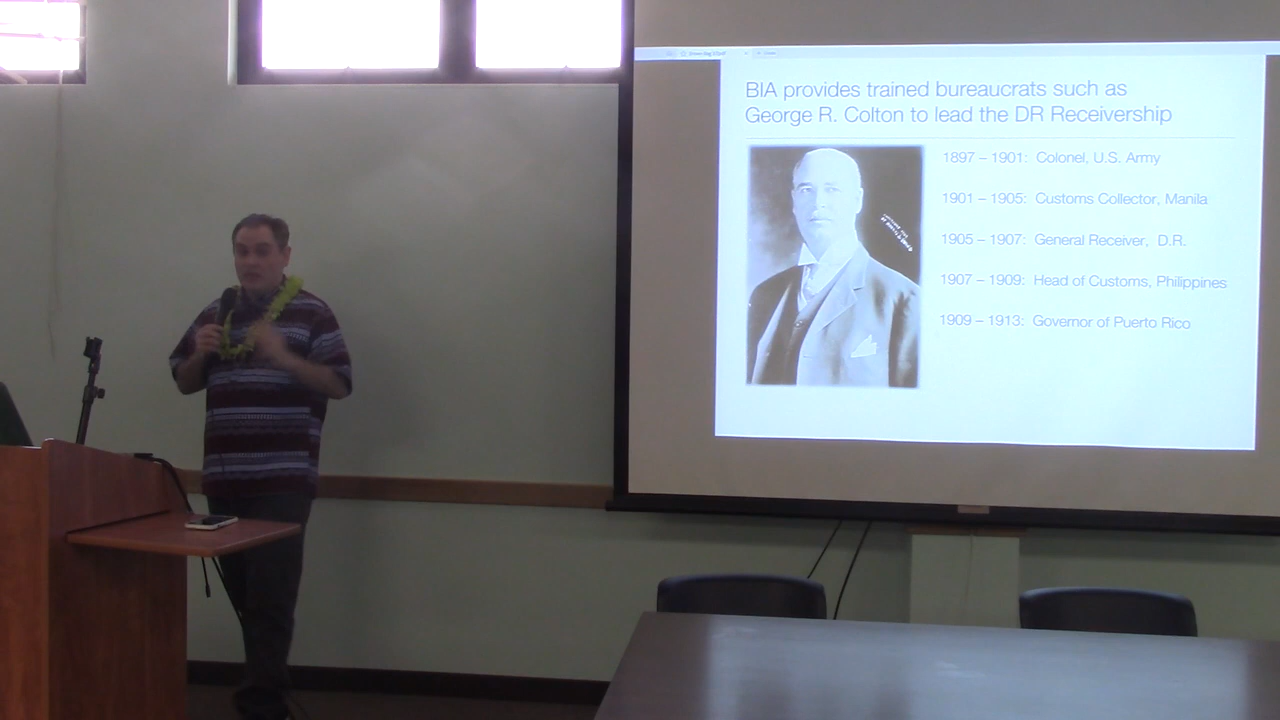 BIA provides trained bureaucrats such as
George R. Colton to lead the DR Receivership
1897 – 1901: Colonel, U.S. Army
1901 – 1905: Customs Collector, Manila
1905 – 1907: General Receiver, D.R.
1907 – 1909: Head of Customs, Philippines
1909 – 1913: Governor of Puerto Rico